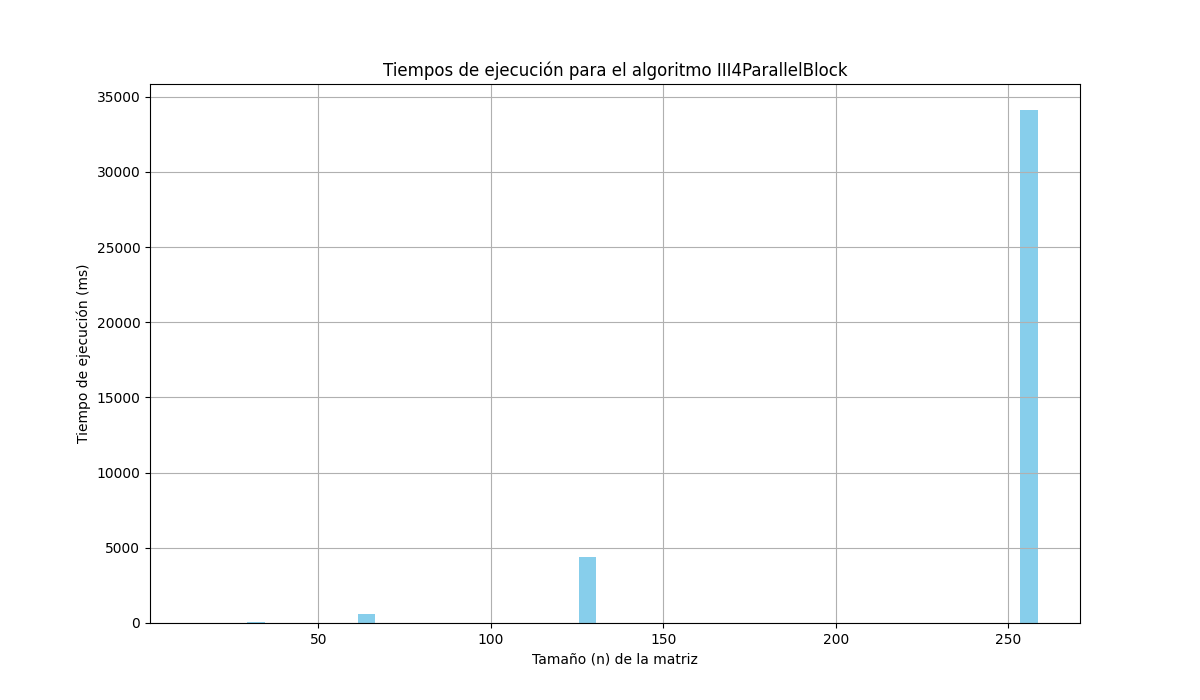 Tiempos de ejecución para el algoritmo III4ParallelBlock
35000
30000
25000
20000
15000
10000
5000
0
Tiempo de ejecución (ms)
50 100 150 200 250
Tamaño (n) de la matriz